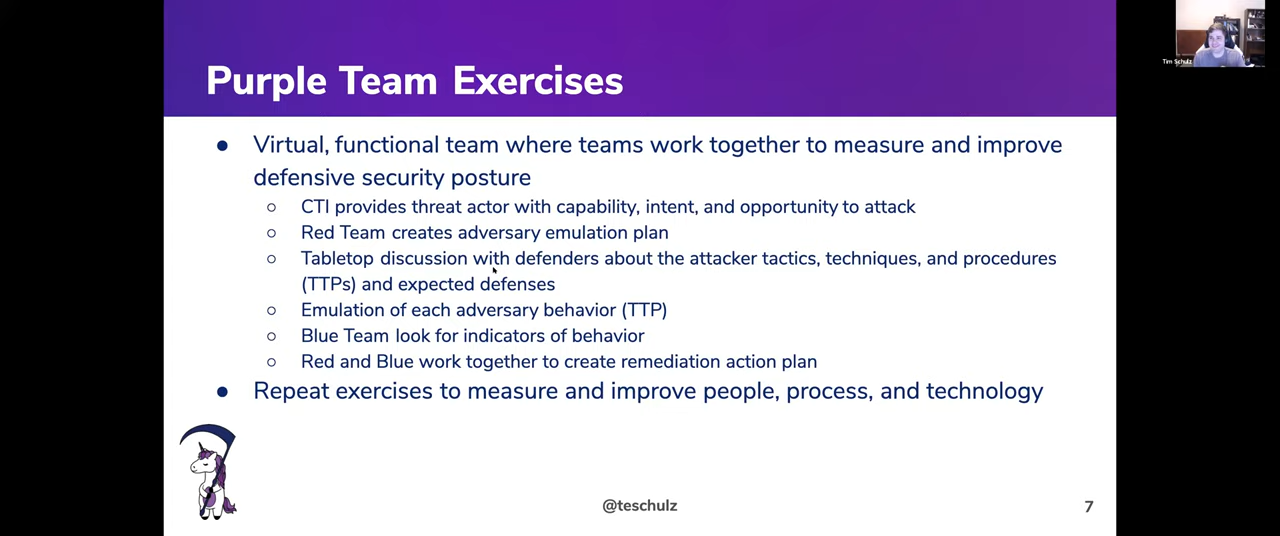 Purple Team Exercises
Tim Schulz
● Virtual, functional team where teams work together to measure and improve
defensive security posture
○ CTI provides threat actor with capability, intent, and opportunity to attack
○ Red Team creates adversary emulation plan
○ Tabletop discussion with defenders about the attacker tactics, techniques, and procedures
(TTPs) and expected defenses
○ Emulation of each adversary behavior (TTP)
○ Blue Team look for indicators of behavior
○ Red and Blue work together to create remediation action plan
● Repeat exercises to measure and improve people, process, and technology
@teschulz
7